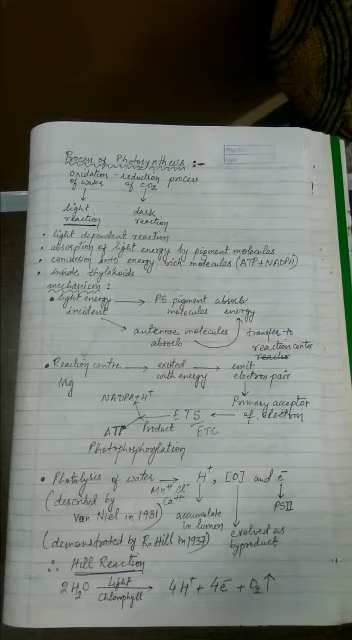 Process of Photosynthesis :-
oxidation - reduction process
of water of CO2
light dark
reaction reaction
• light dependent reaction
• absorption of light energy by pigment molecules
• conversion into energy rich molecules (ATP+NADPH)
• inside thylakoids
mechanism :
• light energy → PS pigment absorb
incident molecules energy
→ antennae molecules transfer to
absorb reaction center
• Reaction centre → excited → emit
Mg with energy electron pair
NADPH+H+ Primary acceptor
ETS ← of electron
ATP Product ETC
Photophosphorylation
• Photolysis of water → H+, [O] and e-
Mn++ Cl-
(described by Ca++ PSII
Van Niel in 1931) accumulate
in lumen evolved as
(demonstrated by R. Hill in 1937) byproduct
∴ Hill Reaction
2H2O Light → 4H+ + 4e- + O2↑
Chlorophyll